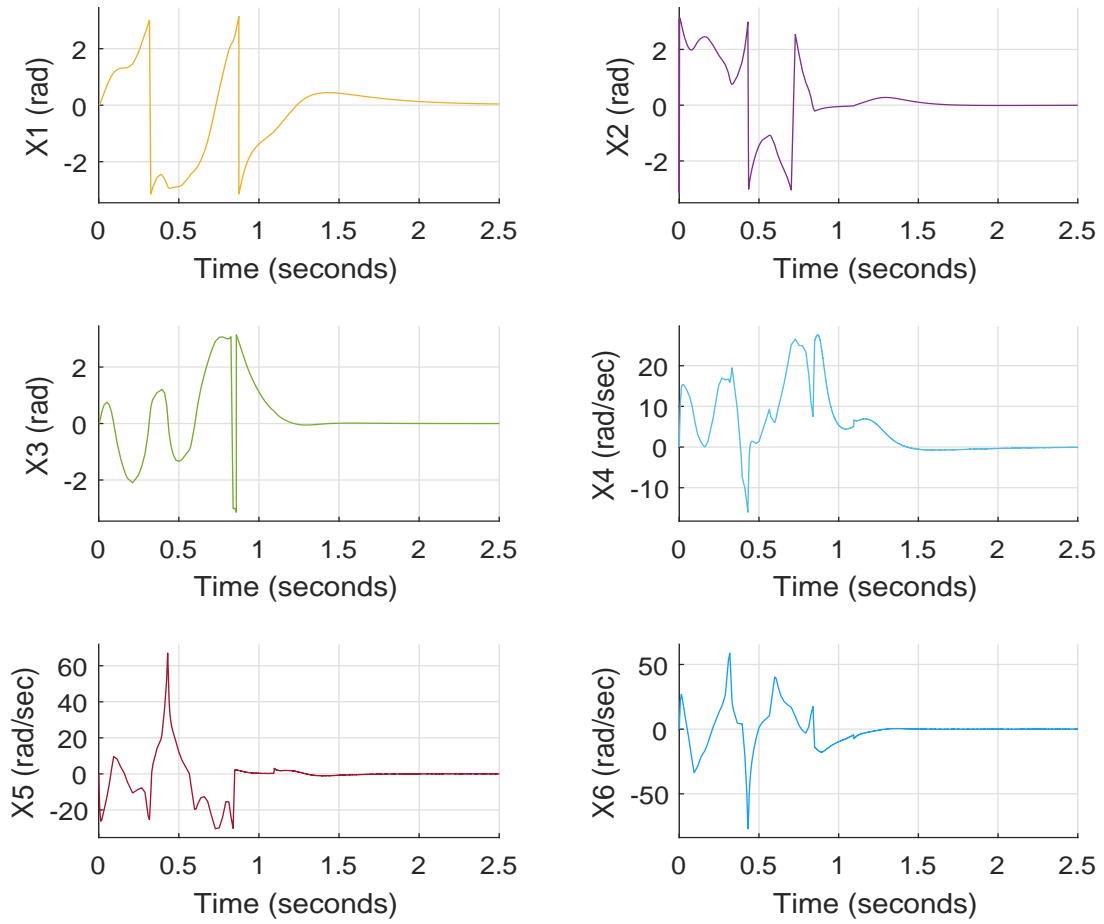 X1 (rad)
2
0
-2
0 0.5 1 1.5 2 2.5
Time (seconds)
X2 (rad)
2
0
-2
0 0.5 1 1.5 2 2.5
Time (seconds)
X3 (rad)
2
0
-2
0 0.5 1 1.5 2 2.5
Time (seconds)
X4 (rad/sec)
20
10
0
-10
0 0.5 1 1.5 2 2.5
Time (seconds)
X5 (rad/sec)
60
40
20
0
-20
0 0.5 1 1.5 2 2.5
Time (seconds)
X6 (rad/sec)
50
0
-50
0 0.5 1 1.5 2 2.5
Time (seconds)